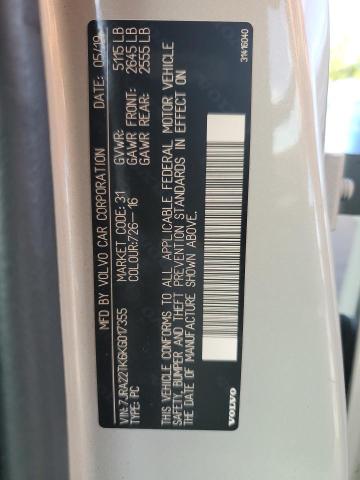 MFD BY VOLVO CAR CORPORATION DATE: 05/19
MARKET CODE: 31 GVWR: 5115 LB
COLOUR:726-16 GAWR FRONT: 2645 LB
GAWR REAR: 2555 LB
VIN:7JRA22TK6KG017355
TYPE: PC
THIS VEHICLE CONFORMS TO ALL APPLICABLE FEDERAL MOTOR VEHICLE
SAFETY, BUMPER AND THEFT PREVENTION STANDARDS IN EFFECT ON
THE DATE OF MANUFACTURE SHOWN ABOVE.
VOLVO
31416040